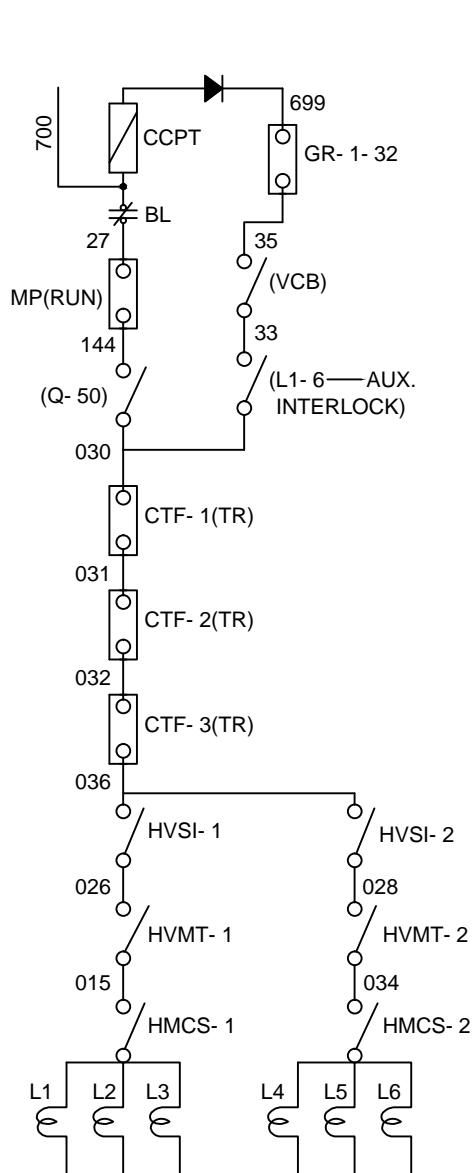 699
700
CCPT
GR- 1- 32
BL
27
35
(VCB)
MP(RUN)
144
33
(Q- 50)
(L1- 6 — AUX.
INTERLOCK)
030
CTF- 1(TR)
031
CTF- 2(TR)
032
CTF- 3(TR)
036
HVSI- 1
HVSI- 2
026
028
HVMT- 1
HVMT- 2
015
034
HMCS- 1
HMCS- 2
L1
L2
L3
L4
L5
L6